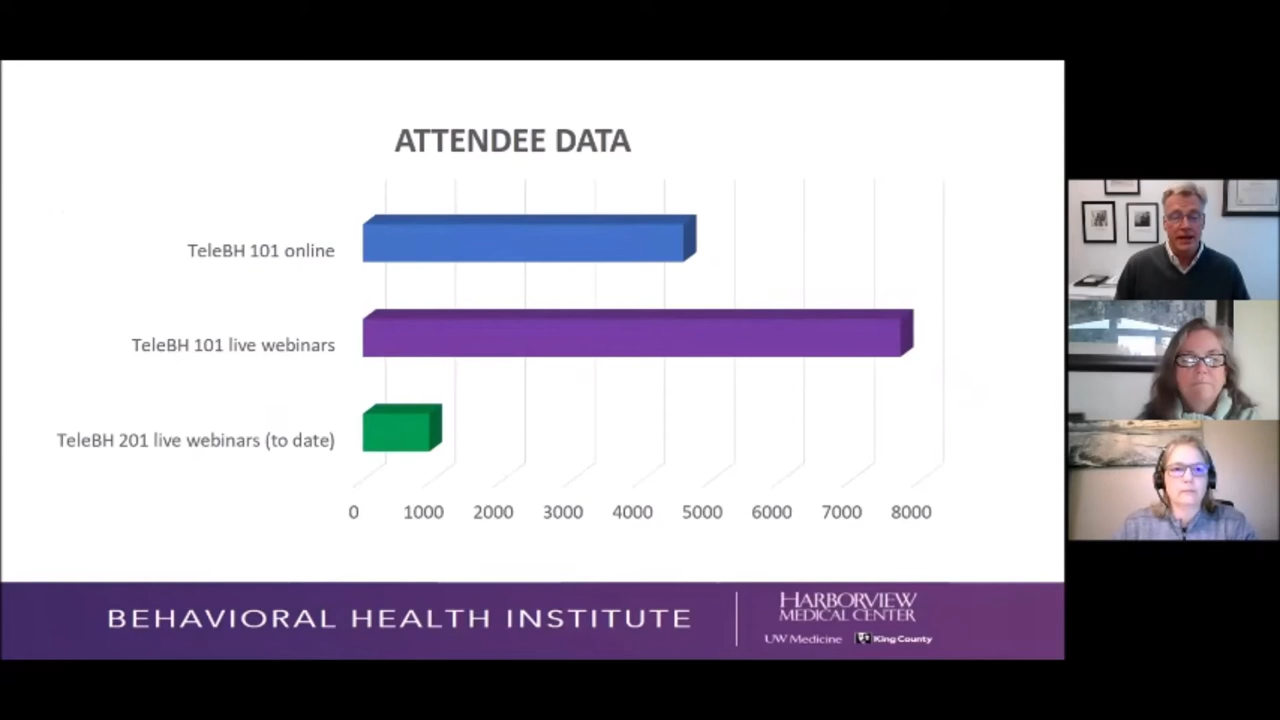 ATTENDEE DATA
TeleBH 101 online
TeleBH 101 live webinars
TeleBH 201 live webinars (to date)
0 1000 2000 3000 4000 5000 6000 7000 8000
BEHAVIORAL HEALTH INSTITUTE
HARBORVIEW
MEDICAL CENTER
UW Medicine King County